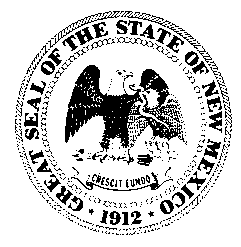 GREAT SEAL OF THE STATE OF NEW MEXICO
CRESCIT EUNDO
★ 1912 ★